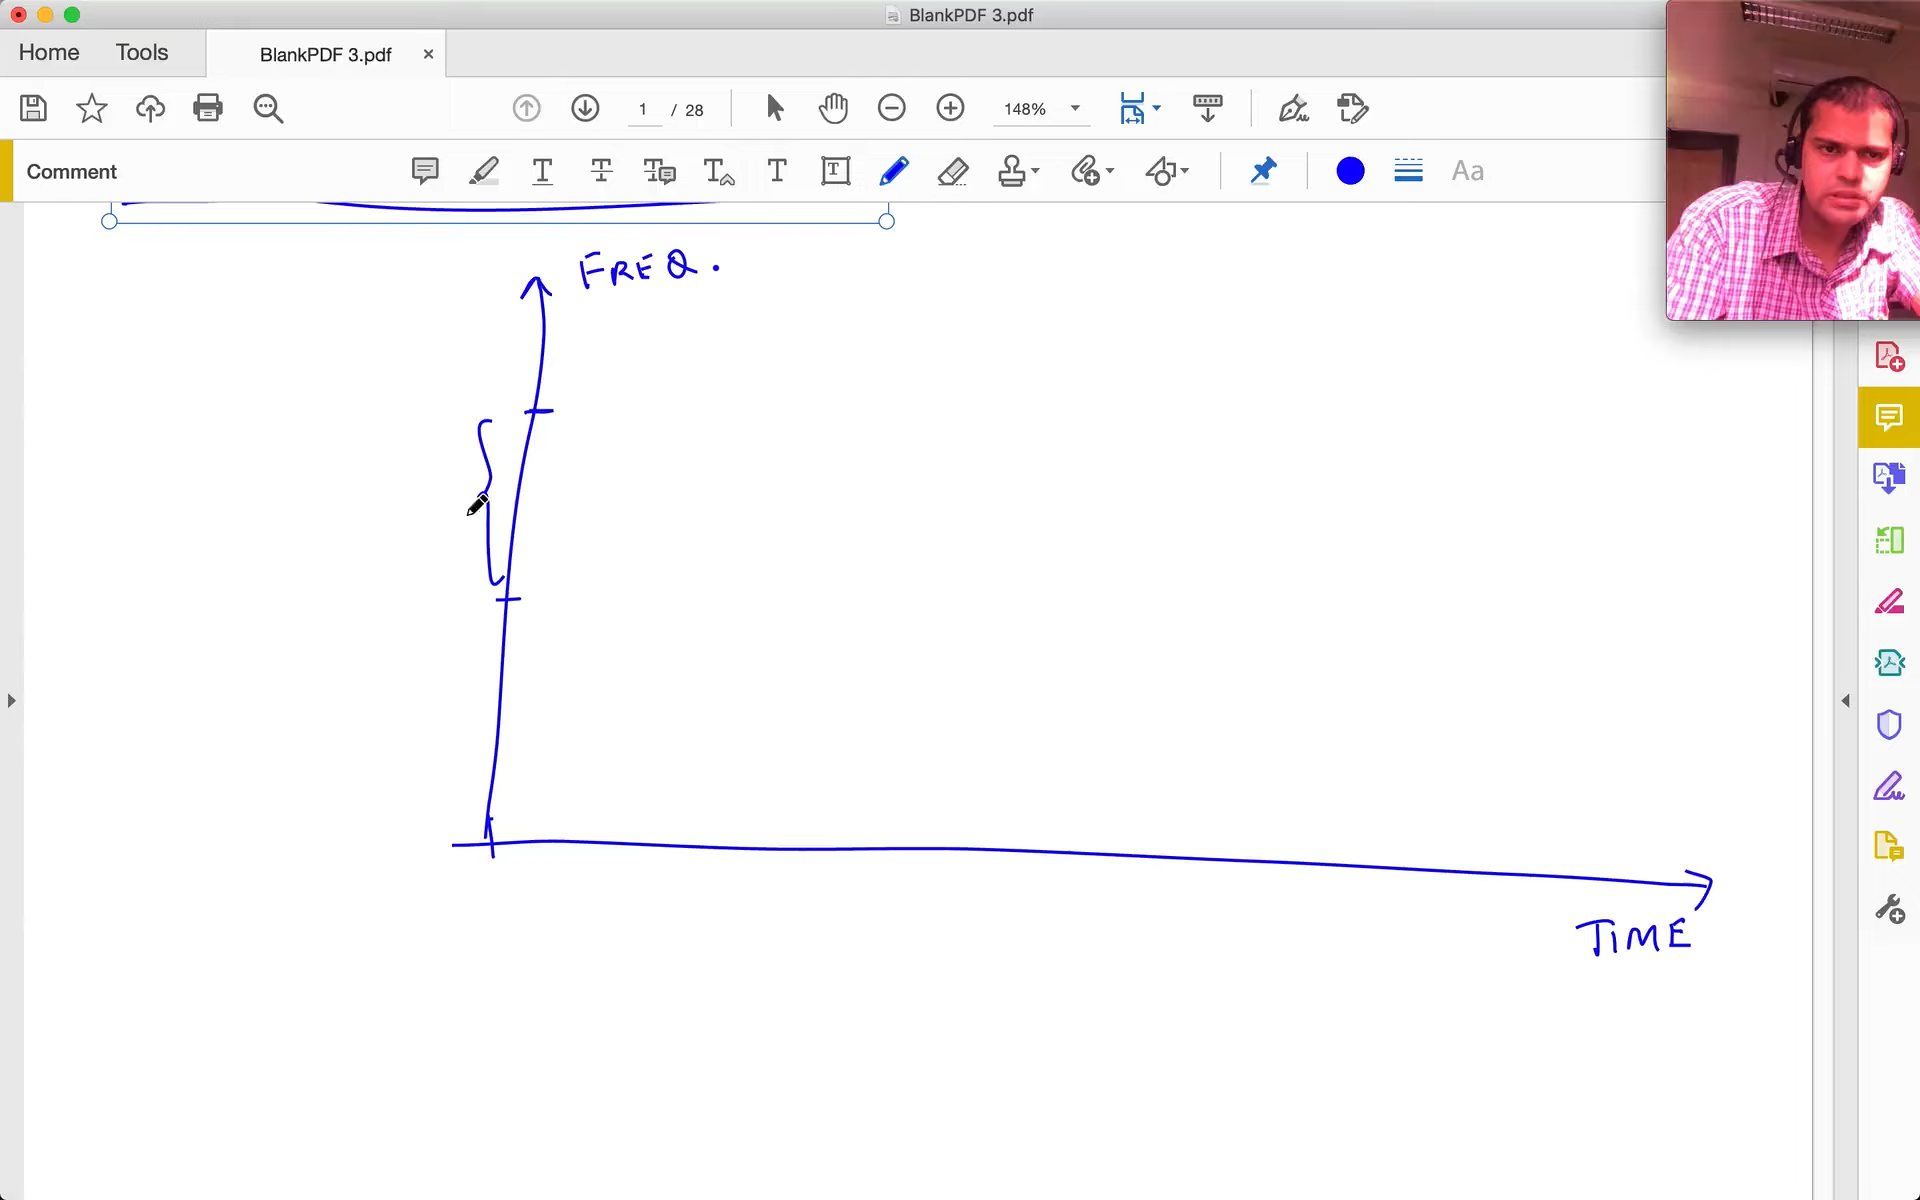 BlankPDF 3.pdf
Home Tools BlankPDF 3.pdf ×
1 / 28 148%
Comment T T T T T T Aa
FREQ.
TIME